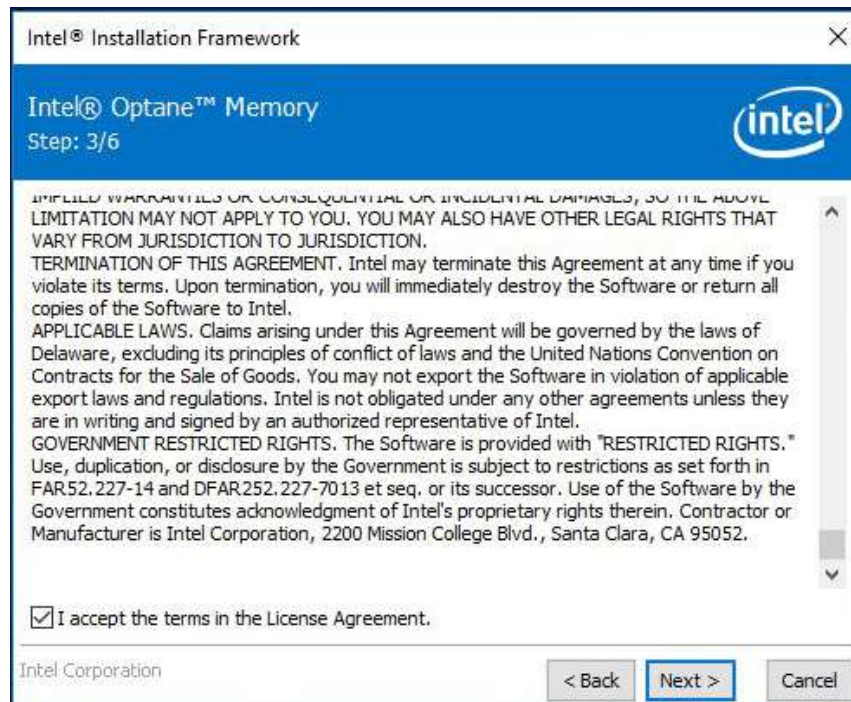 Intel® Installation Framework
Intel® Optane™ Memory
intel
Step: 3/6
IMPLIED WARRANTIES OR CONSEQUENTIAL OR INCIDENTAL DAMAGES, SO THE ABOVE
LIMITATION MAY NOT APPLY TO YOU. YOU MAY ALSO HAVE OTHER LEGAL RIGHTS THAT
VARY FROM JURISDICTION TO JURISDICTION.
TERMINATION OF THIS AGREEMENT. Intel may terminate this Agreement at any time if you
violate its terms. Upon termination, you will immediately destroy the Software or return all
copies of the Software to Intel.
APPLICABLE LAWS. Claims arising under this Agreement will be governed by the laws of
Delaware, excluding its principles of conflict of laws and the United Nations Convention on
Contracts for the Sale of Goods. You may not export the Software in violation of applicable
export laws and regulations. Intel is not obligated under any other agreements unless they
are in writing and signed by an authorized representative of Intel.
GOVERNMENT RESTRICTED RIGHTS. The Software is provided with "RESTRICTED RIGHTS."
Use, duplication, or disclosure by the Government is subject to restrictions as set forth in
FAR52.227-14 and DFAR252.227-7013 et seq. or its successor. Use of the Software by the
Government constitutes acknowledgment of Intel's proprietary rights therein. Contractor or
Manufacturer is Intel Corporation, 2200 Mission College Blvd., Santa Clara, CA 95052.
I accept the terms in the License Agreement.
Intel Corporation
< Back Next > Cancel